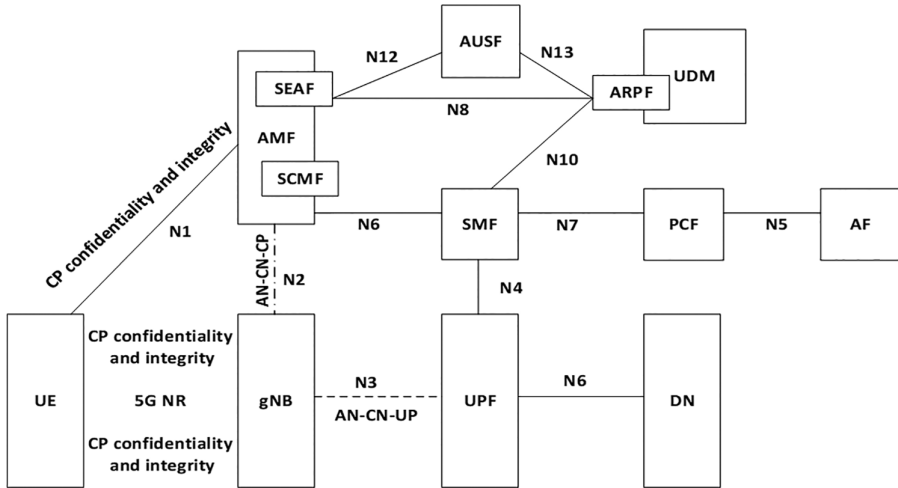 AUSF
N12
N13
UDM
SEAF
ARPF
N8
AMF
CP confidentiality and integrity
N10
SCMF
N1
N6
SMF
N7
PCF
N5
AF
AN-CN-CP
N2
N4
CP confidentiality
and integrity
N3
N6
UE
5G NR
gNB
UPF
DN
AN-CN-UP
CP confidentiality
and integrity